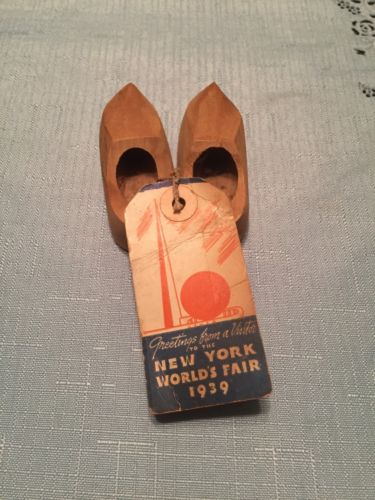 Greetings from a Visitor
TO THE
NEW YORK
WORLD'S FAIR
1939